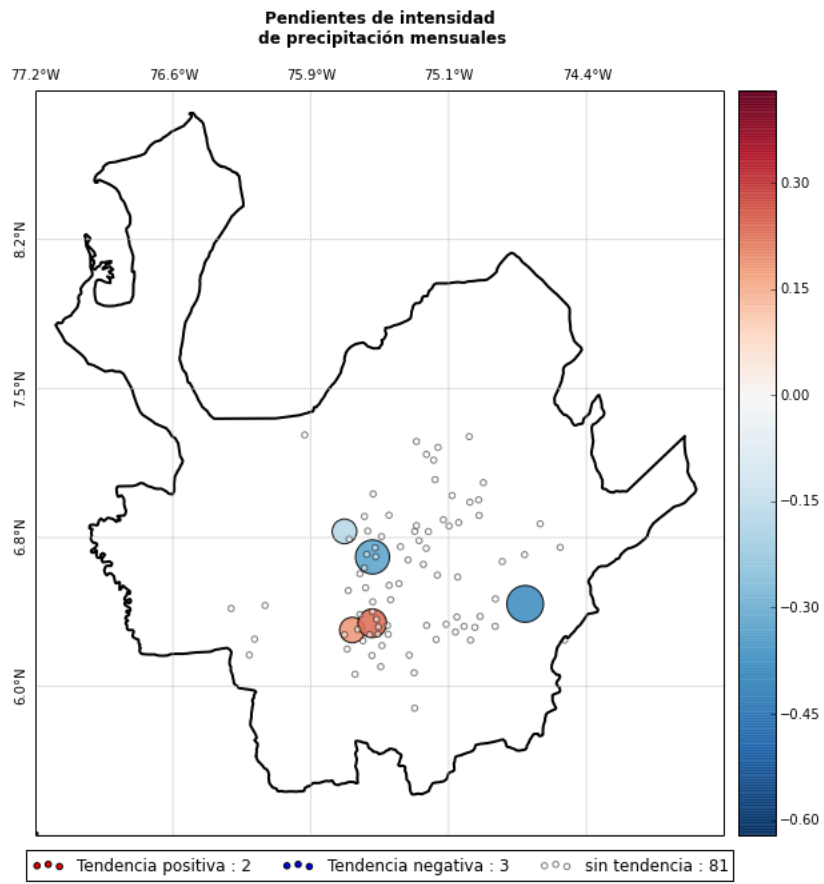 Pendientes de intensidad
de precipitación mensuales
77.2°W 76.6°W 75.9°W 75.1°W 74.4°W
0.30
8.2°N
0.15
7.5°N
0.00
−0.15
6.8°N
−0.30
6.0°N
−0.45
−0.60
Tendencia positiva : 2 Tendencia negativa : 3 sin tendencia : 81